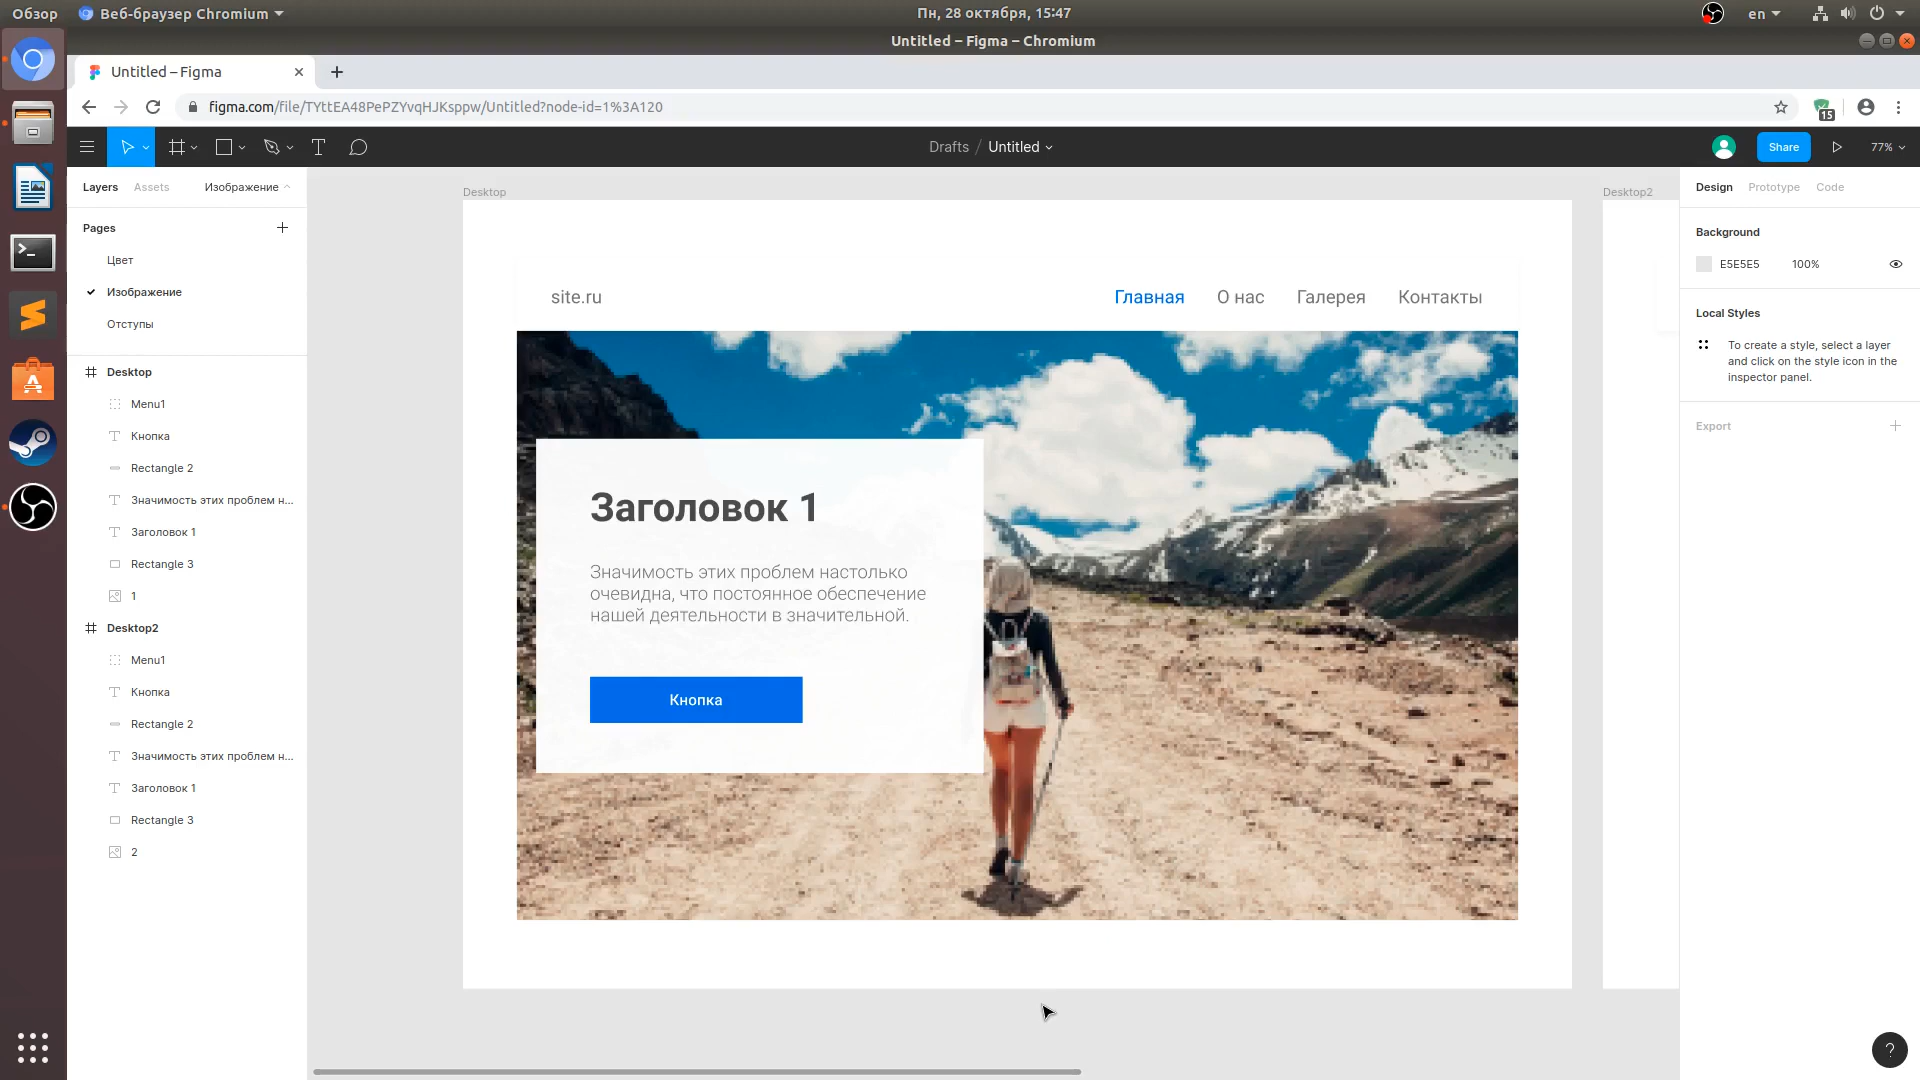 Обзор
Веб-браузер Chromium
Пн, 28 октября, 15:47
en
Untitled – Figma – Chromium
Untitled – Figma
figma.com/file/TYttEA48PePZYvqHJKsppw/Untitled?node-id=1%3A120
15
Drafts / Untitled
Share
77%
Layers
Assets
Изображение
Pages
Цвет
Изображение
Отступы
Desktop
Menu1
Кнопка
Rectangle 2
Значимость этих проблем н...
Заголовок 1
Rectangle 3
1
Desktop2
Menu1
Кнопка
Rectangle 2
Значимость этих проблем н...
Заголовок 1
Rectangle 3
2
Desktop
site.ru
Главная
О нас
Галерея
Контакты
Заголовок 1
Значимость этих проблем настолько
очевидна, что постоянное обеспечение
нашей деятельности в значительной.
Кнопка
Desktop2
Design
Prototype
Code
Background
E5E5E5
100%
Local Styles
To create a style, select a layer
and click on the style icon in the
inspector panel.
Export
?